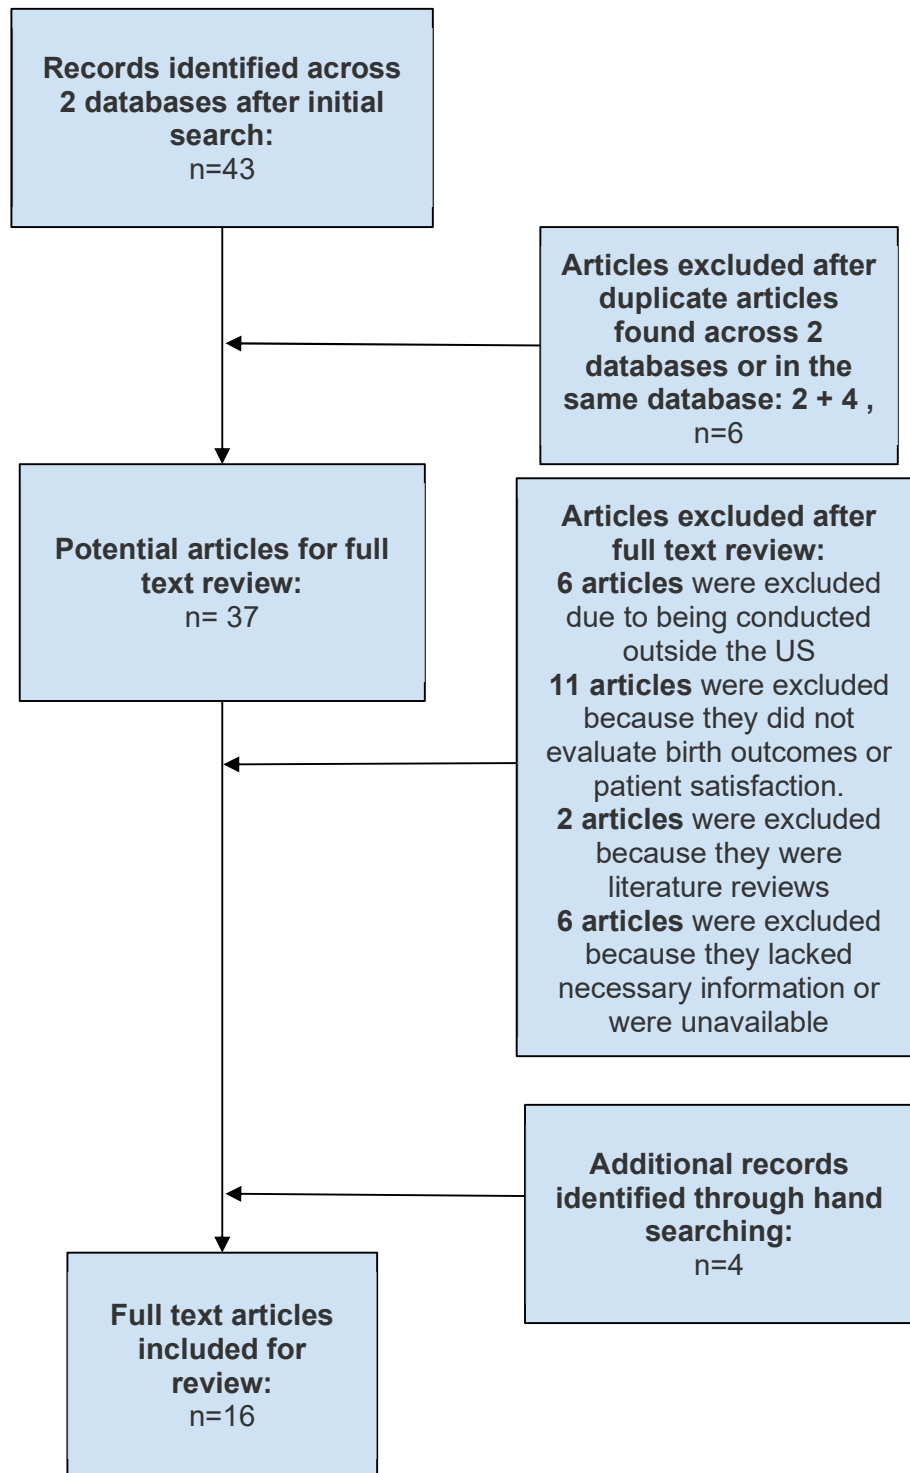 Records identified across
2 databases after initial
search:
n=43
Articles excluded after
duplicate articles
found across 2
databases or in the
same database: 2 + 4 ,
n=6
Potential articles for full
text review:
n= 37
Articles excluded after
full text review:
6 articles were excluded
due to being conducted
outside the US
11 articles were excluded
because they did not
evaluate birth outcomes or
patient satisfaction.
2 articles were excluded
because they were
literature reviews
6 articles were excluded
because they lacked
necessary information or
were unavailable
Additional records
identified through hand
searching:
n=4
Full text articles
included for
review:
n=16